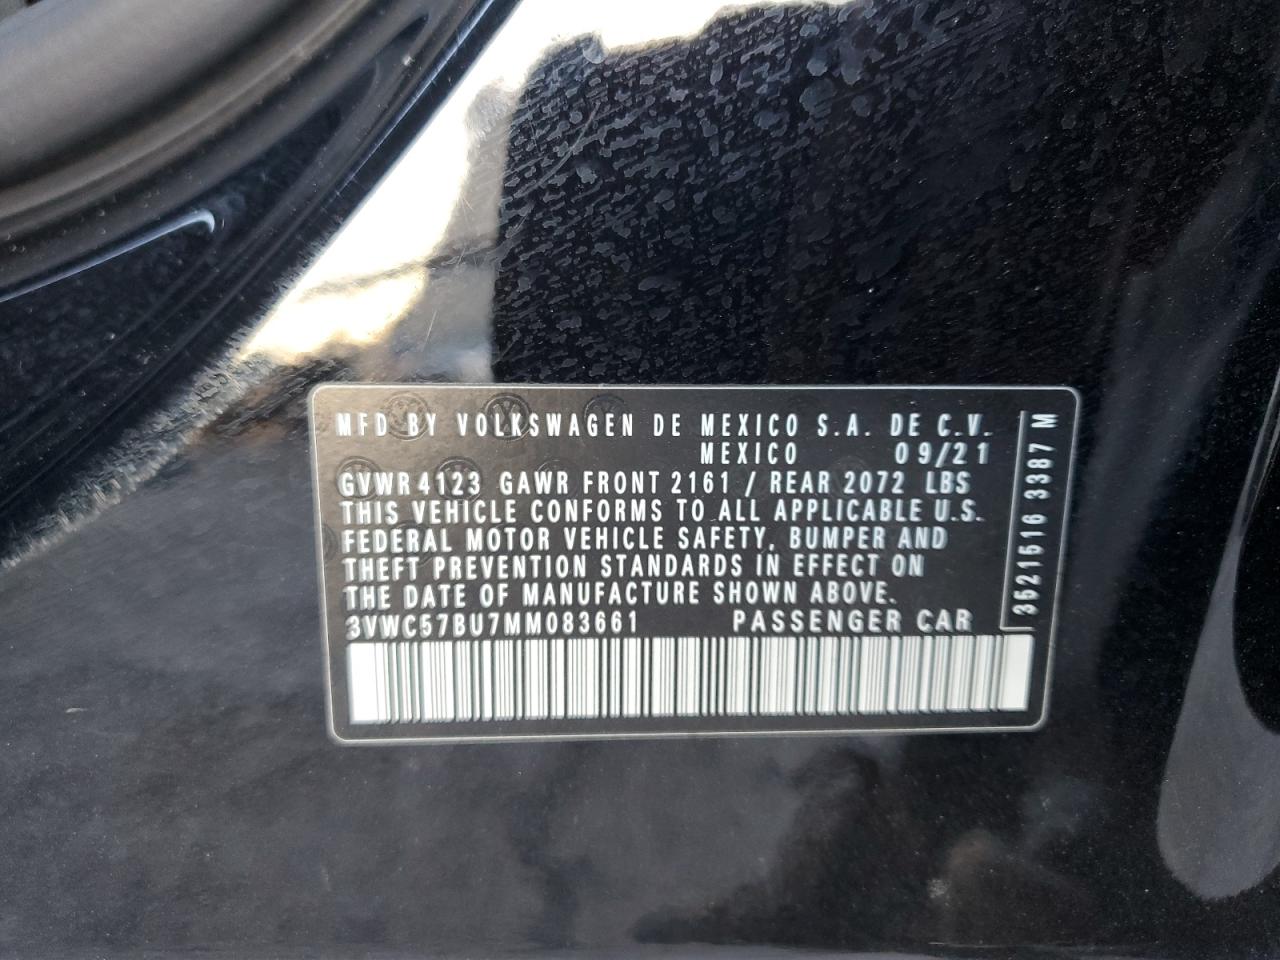 MFD BY VOLKSWAGEN DE MEXICO S.A. DE C.V.
MEXICO 09/21
GVWR 4123 GAWR FRONT 2161 / REAR 2072 LBS
THIS VEHICLE CONFORMS TO ALL APPLICABLE U.S.
FEDERAL MOTOR VEHICLE SAFETY, BUMPER AND
THEFT PREVENTION STANDARDS IN EFFECT ON
THE DATE OF MANUFACTURE SHOWN ABOVE.
3VWC57BU7MM083661 PASSENGER CAR
3521516 3387 M